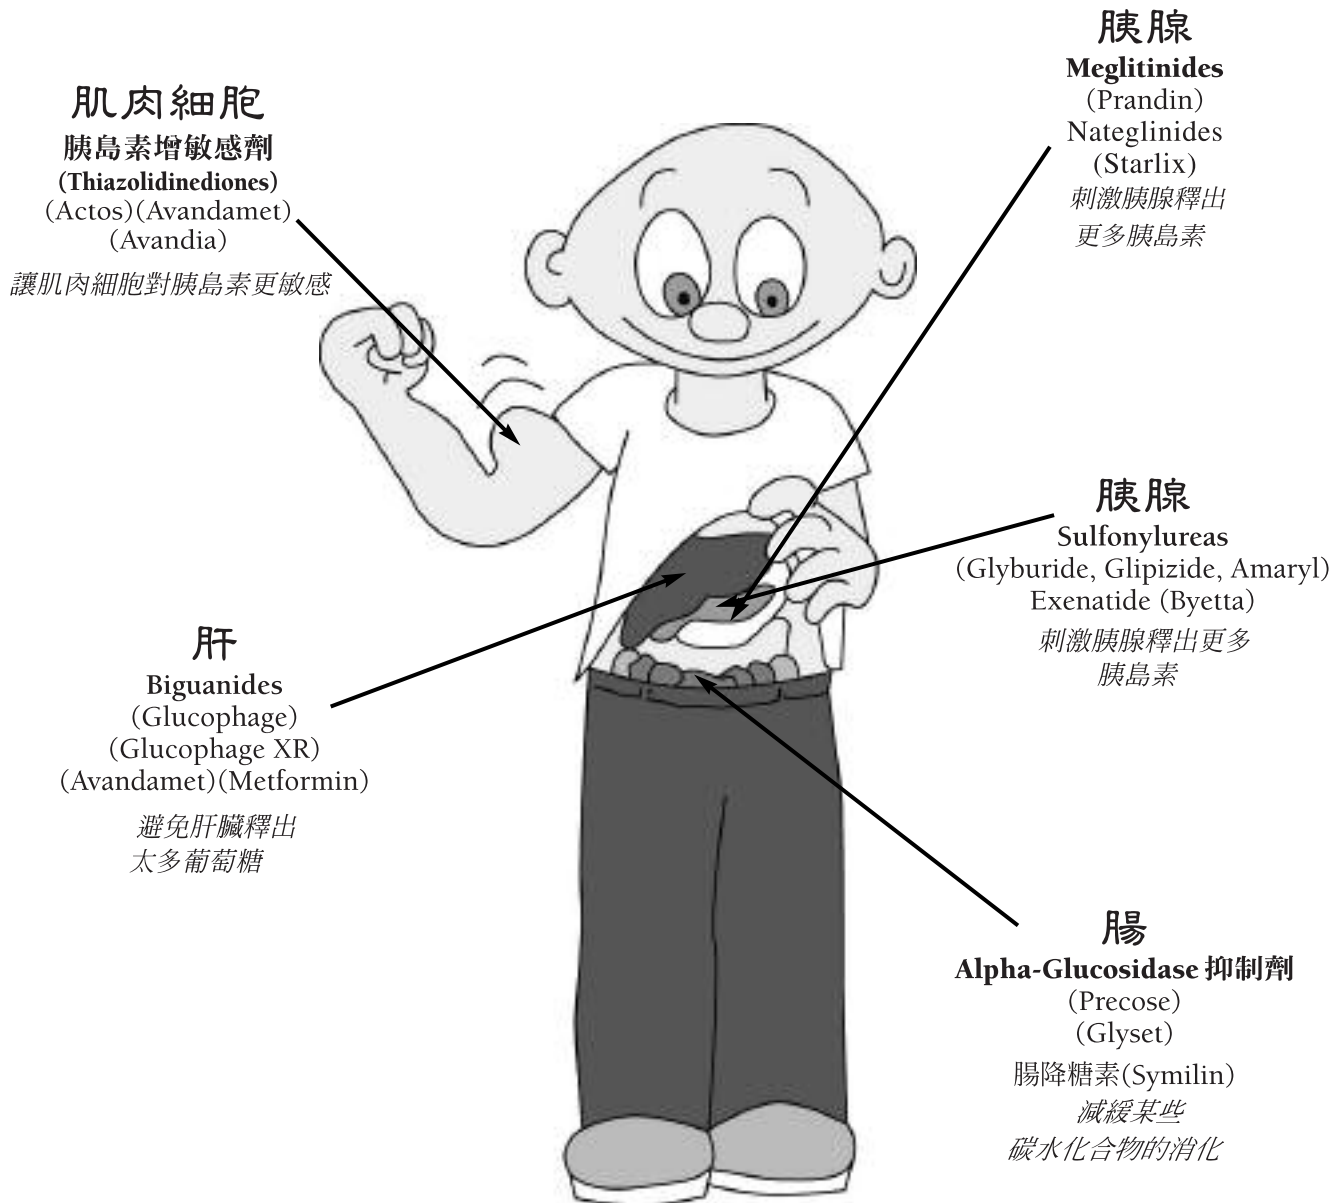 肌肉細胞
胰島素增敏感劑
(Thiazolidinediones)
(Actos)(Avandamet)
(Avandia)
讓肌肉細胞對胰島素更敏感
胰腺
Meglitinides
(Prandin)
Nateglinides
(Starlix)
刺激胰腺釋出
更多胰島素
胰腺
Sulfonylureas
(Glyburide, Glipizide, Amaryl)
Exenatide (Byetta)
刺激胰腺釋出更多
胰島素
肝
Biguanides
(Glucophage)
(Glucophage XR)
(Avandamet)(Metformin)
避免肝臟釋出
太多葡萄糖
腸
Alpha-Glucosidase 抑制劑
(Precose)
(Glyset)
腸降糖素(Symilin)
減緩某些
碳水化合物的消化